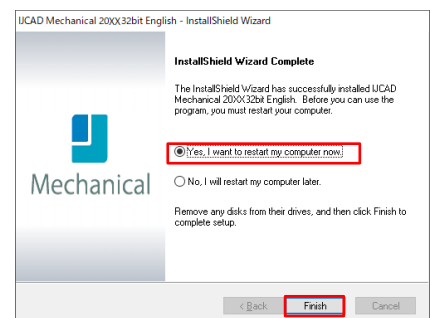 IJCAD Mechanical 20XX32bit English - InstallShield Wizard
InstallShield Wizard Complete
The InstallShield Wizard has successfully installed IJCAD
Mechanical 20XX32bit English.  Before you can use the
program, you must restart your computer.
Yes, I want to restart my computer now.
No, I will restart my computer later.
Mechanical
Remove any disks from their drives, and then click Finish to
complete setup.
< Back
Finish
Cancel